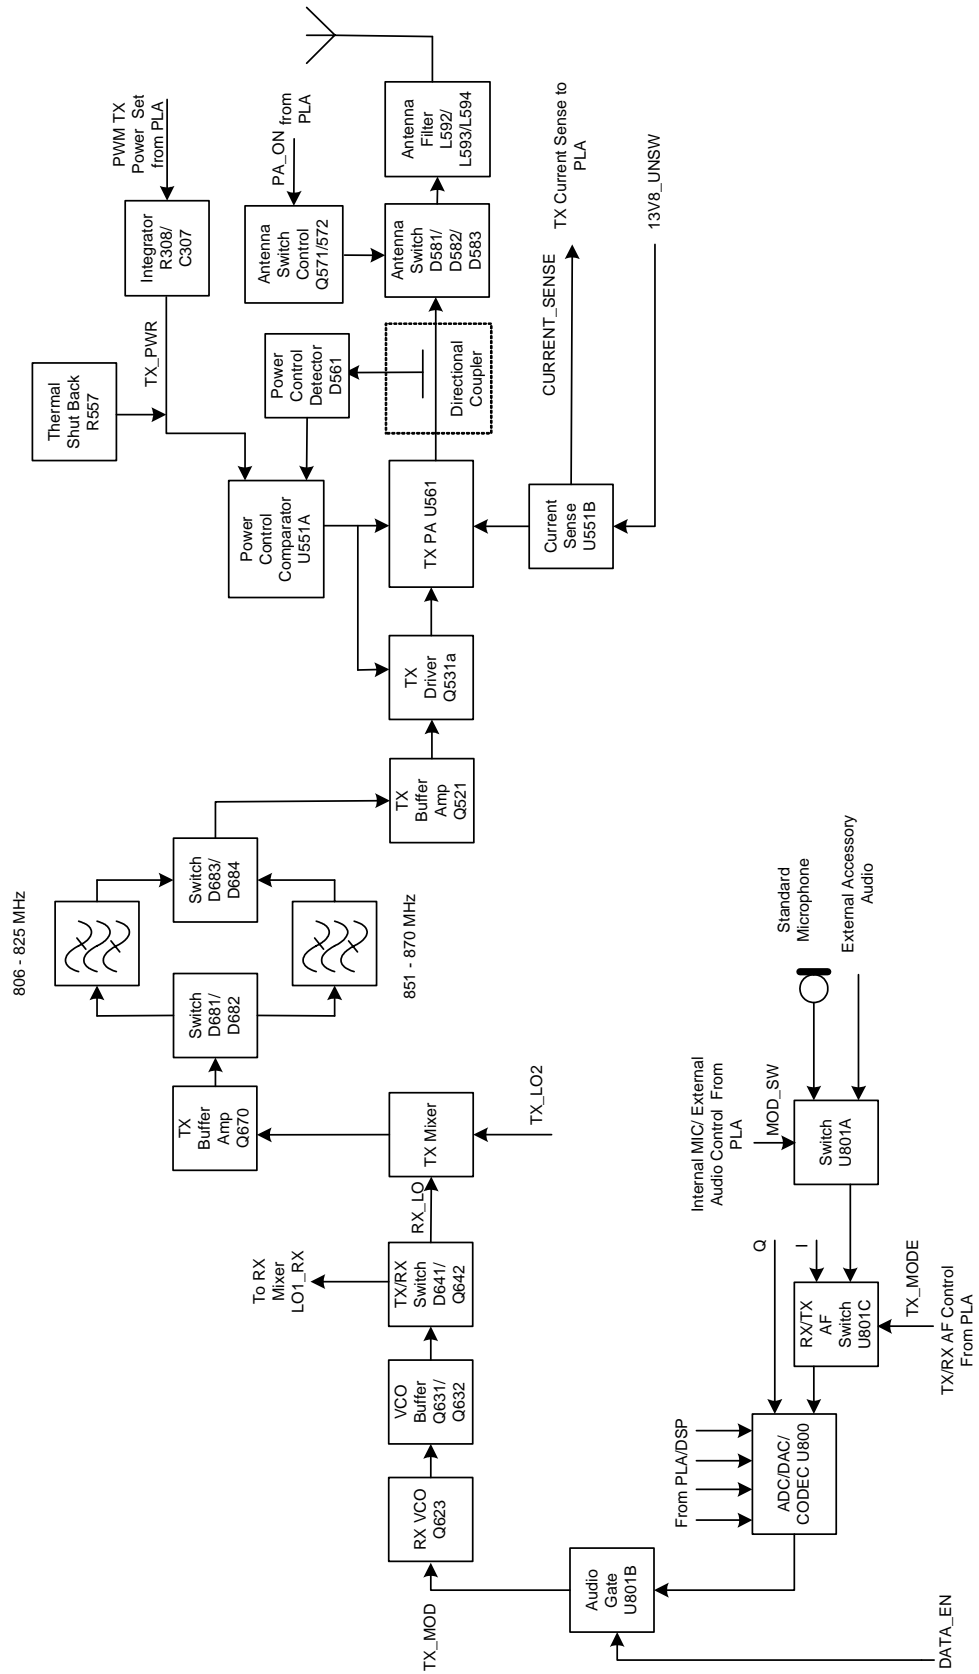 PWM TX
Power Set
from PLA
Integrator
R308/
C307
TX_PWR
Thermal
Shut Back
R557
PA_ON
from
PLA
Antenna
Switch
Control
Q571/572
Antenna
Filter
L592/
L593/L594
Antenna
Switch
D581/
D582/
D583
Power
Control
Detector
D561
Directional
Coupler
Power
Control
Comparator
U551A
TX PA U561
TX Current Sense to
PLA
CURRENT_SENSE
13V8_UNSW
Current
Sense
U551B
TX
Driver
Q531a
TX
Buffer
Amp
Q521
806 - 825 MHz
Switch
D683/
D684
851 - 870 MHz
Switch
D681/
D682
TX
Buffer
Amp
Q670
TX Mixer
TX_LO2
RX_LO
To RX
Mixer
LO1_RX
TX/RX
Switch
D641/
Q642
VCO
Buffer
Q631/
Q632
RX VCO
Q623
TX_MOD
Audio
Gate
U801B
DATA_EN
From PLA/DSP
ADC/DAC/
CODEC U800
Q
I
RX/TX
AF
Switch
U801C
TX_MODE
TX/RX AF Control
From PLA
Internal MIC/ External
Audio Control From
PLA
MOD_SW
Switch
U801A
Standard
Microphone
External Accessory
Audio